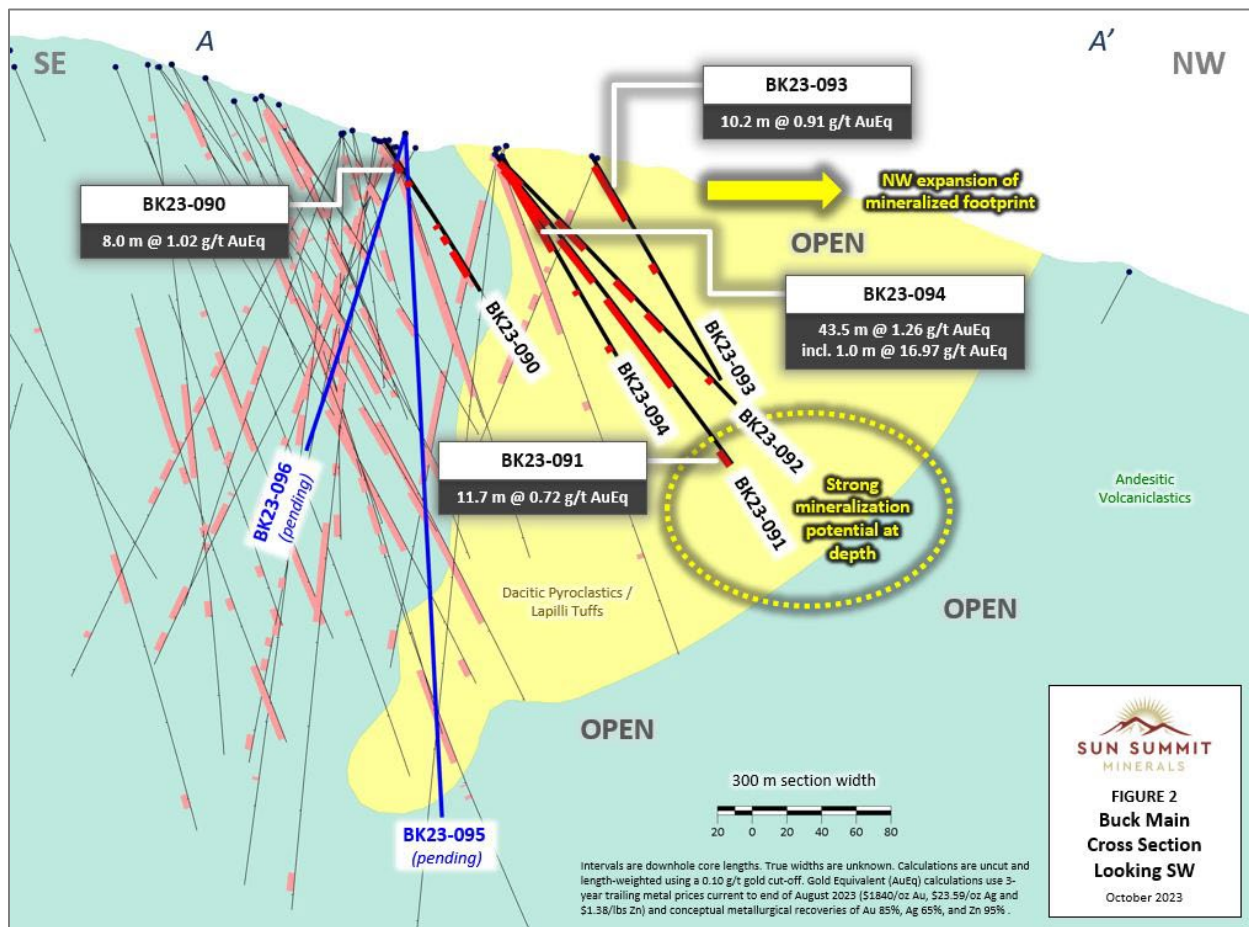 A
A'
SE
NW
BK23-093
10.2 m @ 0.91 g/t AuEq
NW expansion of
mineralized footprint
BK23-090
8.0 m @ 1.02 g/t AuEq
OPEN
BK23-094
43.5 m @ 1.26 g/t AuEq
incl. 1.0 m @ 16.97 g/t AuEq
BK23-090
BK23-093
BK23-094
BK23-092
BK23-091
11.7 m @ 0.72 g/t AuEq
BK23-091
Strong
mineralization
potential at
depth
Andesitic
Volcaniclastics
BK23-096
(pending)
Dacitic Pyroclastics /
Lapilli Tuffs
OPEN
OPEN
300 m section width
20 0 20 40 60 80
BK23-095
(pending)
Intervals are downhole core lengths. True widths are unknown. Calculations are uncut and
length-weighted using a 0.10 g/t gold cut-off. Gold Equivalent (AuEq) calculations use 3-
year trailing metal prices current to end of August 2023 ($1840/oz Au, $23.59/oz Ag and
$1.38/lbs Zn) and conceptual metallurgical recoveries of Au 85%, Ag 65%, and Zn 95% .
SUN SUMMIT
MINERALS
FIGURE 2
Buck Main
Cross Section
Looking SW
October 2023